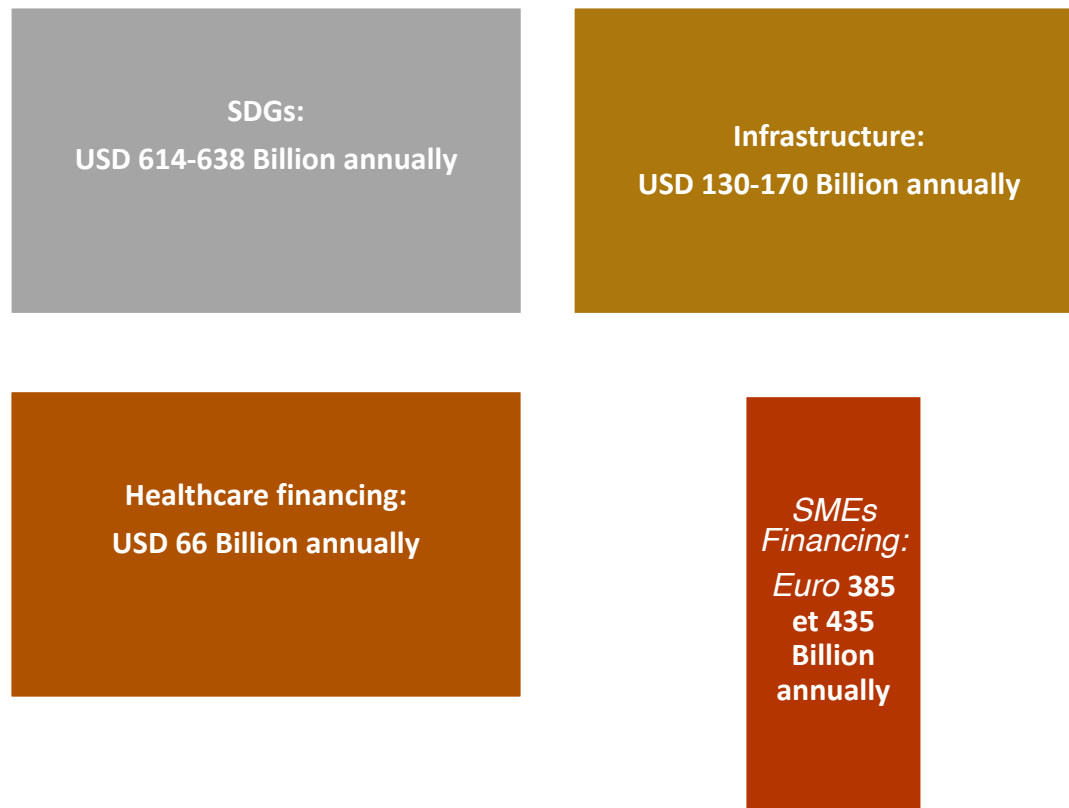 SDGs:
USD 614-638 Billion annually
Infrastructure:
USD 130-170 Billion annually
Healthcare financing:
USD 66 Billion annually
SMEs
Financing:
Euro 385
et 435
Billion
annually